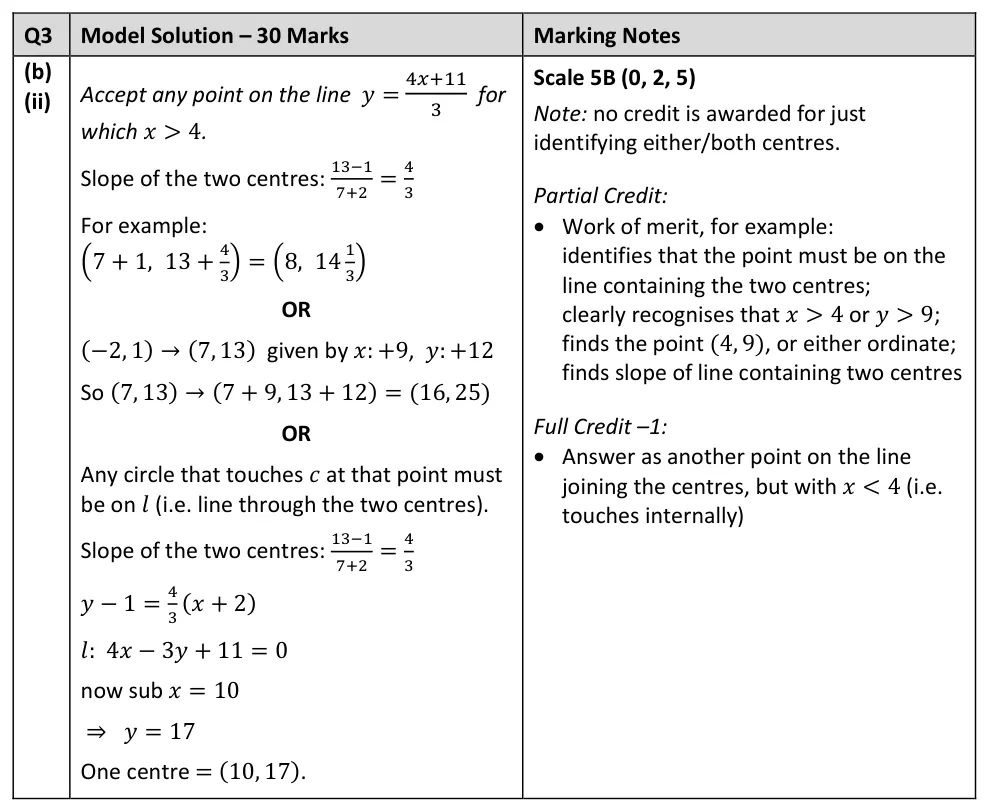 Q3 Model Solution – 30 Marks Marking Notes
(b)
(ii)
Accept any point on the line y = (4x+11)/3 for
which x > 4.
Slope of the two centres: (13−1)/(7+2) = 4/3
For example:
(7 + 1, 13 + 4/3) = (8, 14 1/3)
OR
(−2, 1) → (7, 13) given by x: +9, y: +12
So (7, 13) → (7 + 9, 13 + 12) = (16, 25)
OR
Any circle that touches c at that point must
be on l (i.e. line through the two centres).
Slope of the two centres: (13−1)/(7+2) = 4/3
y − 1 = 4/3 (x + 2)
l: 4x − 3y + 11 = 0
now sub x = 10
⇒ y = 17
One centre = (10, 17).
Scale 5B (0, 2, 5)
Note: no credit is awarded for just
identifying either/both centres.
Partial Credit:
• Work of merit, for example:
identifies that the point must be on the
line containing the two centres;
clearly recognises that x > 4 or y > 9;
finds the point (4, 9), or either ordinate;
finds slope of line containing two centres
Full Credit –1:
• Answer as another point on the line
joining the centres, but with x < 4 (i.e.
touches internally)